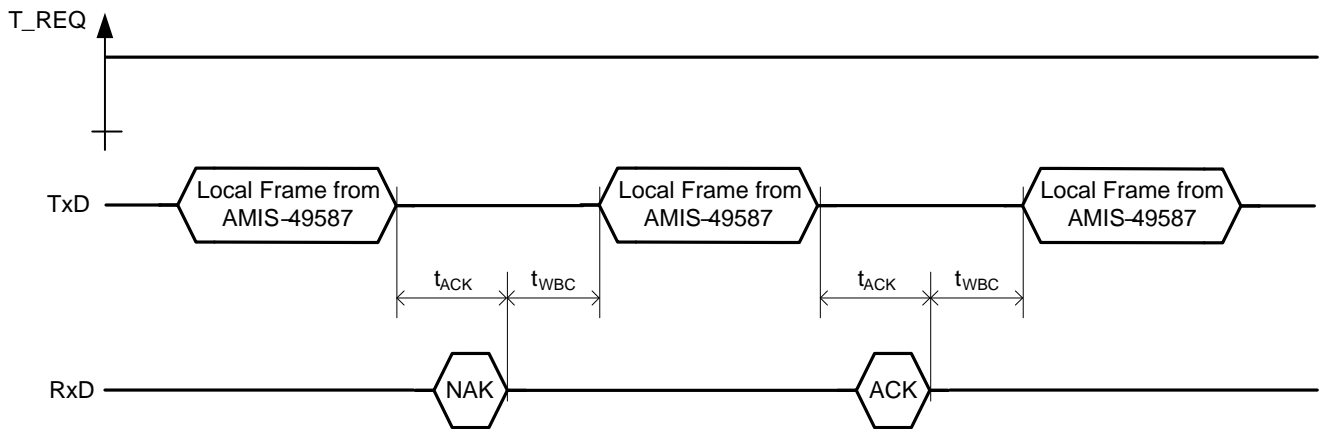 T_REQ
TxD
Local Frame from
AMIS-49587
Local Frame from
AMIS-49587
Local Frame from
AMIS-49587
tACK
tWBC
tACK
tWBC
RxD
NAK
ACK